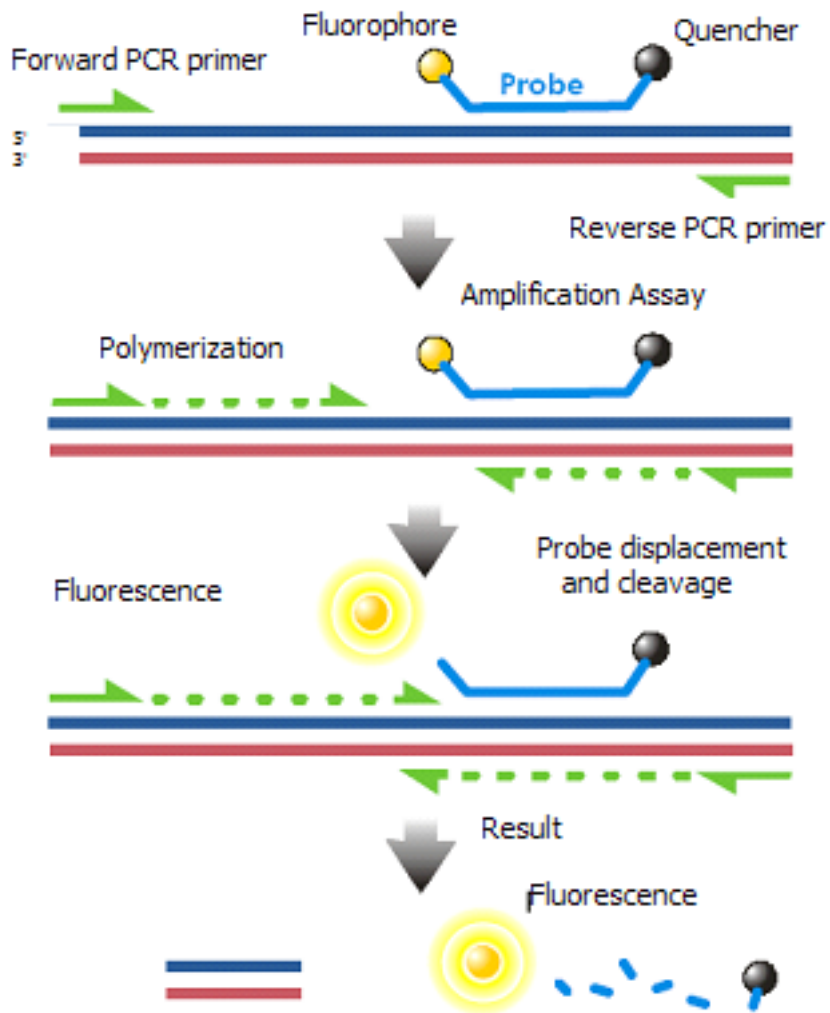 Fluorophore
Quencher
Forward PCR primer
Probe
5'
3'
Reverse PCR primer
Amplification Assay
Polymerization
Probe displacement
and cleavage
Fluorescence
Result
Fluorescence